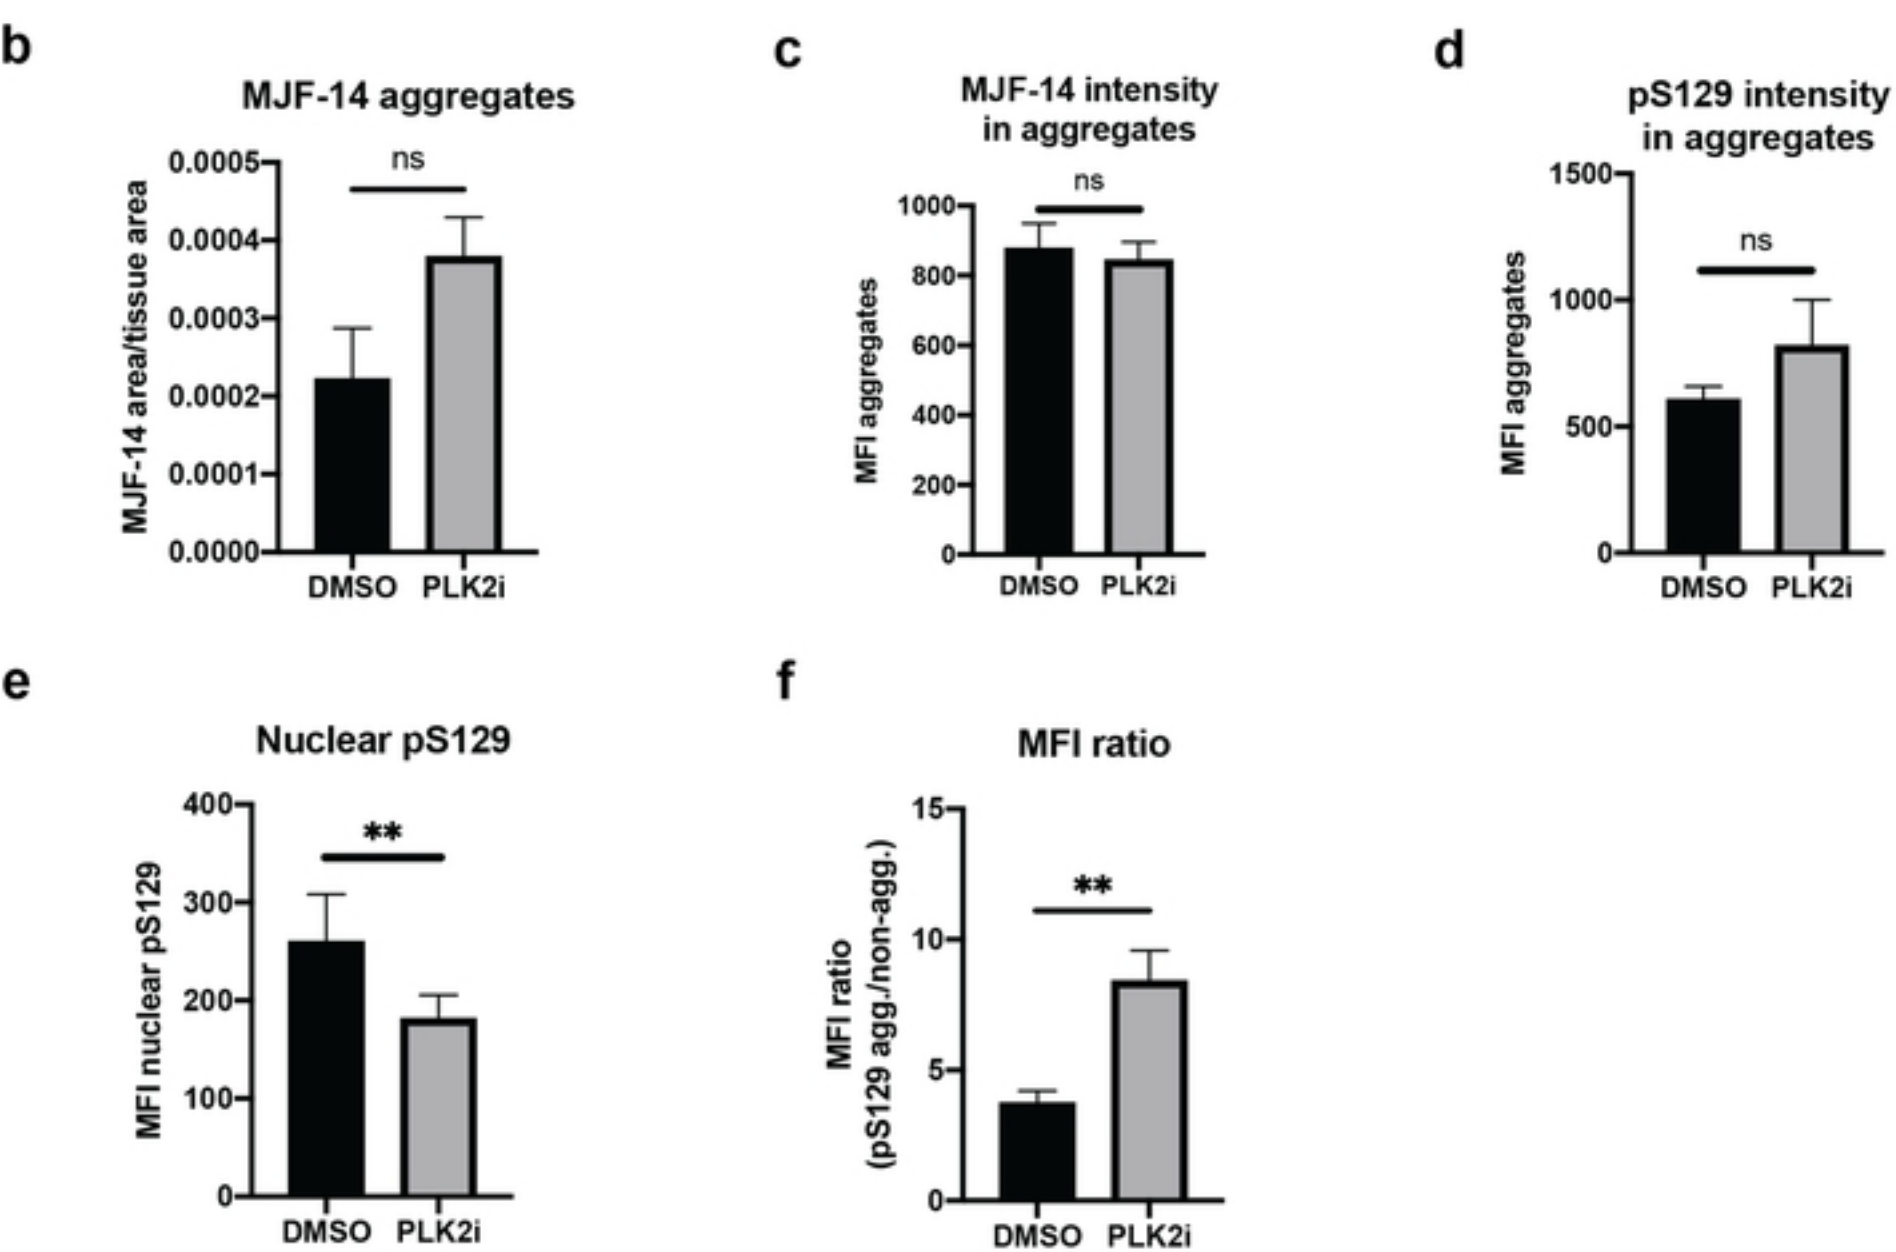 b
MJF-14 aggregates
MJF-14 area/tissue area
0.0005
0.0004
0.0003
0.0002
0.0001
0.0000
ns
DMSO PLK2i
c
MJF-14 intensity
in aggregates
MFI aggregates
1000
800
600
400
200
0
ns
DMSO PLK2i
d
pS129 intensity
in aggregates
MFI aggregates
1500
1000
500
0
ns
DMSO PLK2i
e
Nuclear pS129
MFI nuclear pS129
400
300
200
100
0
**
DMSO PLK2i
f
MFI ratio
MFI ratio
(pS129 agg./non-agg.)
15
10
5
0
**
DMSO PLK2i